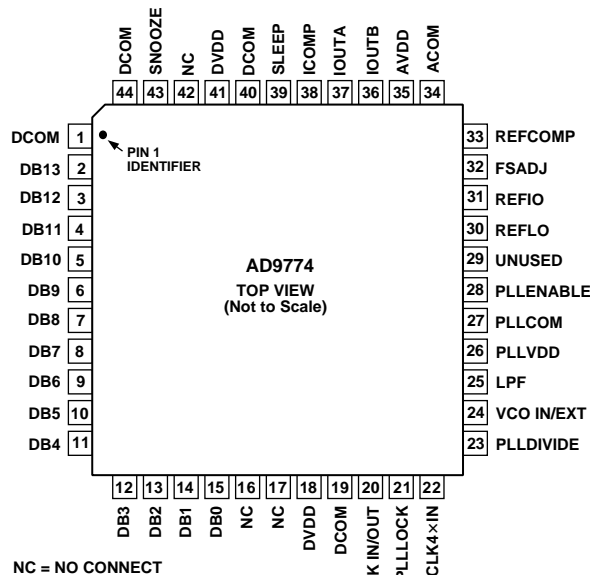 DCOM SNOOZE NC DVDD DCOM SLEEP ICOMP IOUTA IOUTB AVDD ACOM
44 43 42 41 40 39 38 37 36 35 34
DCOM 1
PIN 1
IDENTIFIER
DB13 2
DB12 3
DB11 4
DB10 5
DB9 6
DB8 7
DB7 8
DB6 9
DB5 10
DB4 11
AD9774
TOP VIEW
(Not to Scale)
33 REFCOMP
32 FSADJ
31 REFIO
30 REFLO
29 UNUSED
28 PLLENABLE
27 PLLCOM
26 PLLVDD
25 LPF
24 VCO IN/EXT
23 PLLDIVIDE
12 13 14 15 16 17 18 19 20 21 22
DB3 DB2 DB1 DB0 NC NC DVDD DCOM K IN/OUT PLLLOCK CLK4×IN
NC = NO CONNECT